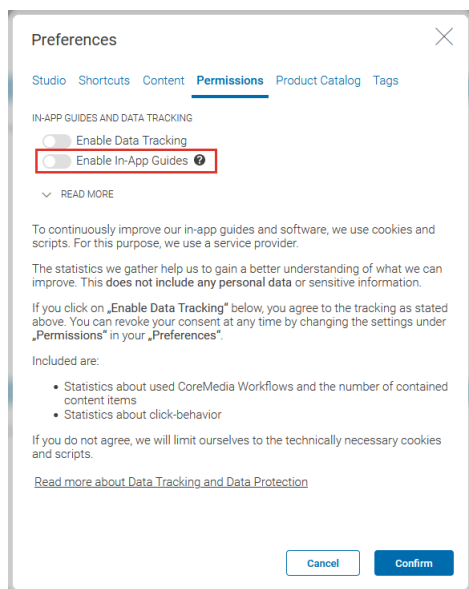 Preferences
Studio Shortcuts Content Permissions Product Catalog Tags
IN-APP GUIDES AND DATA TRACKING
Enable Data Tracking
Enable In-App Guides ?
READ MORE
To continuously improve our in-app guides and software, we use cookies and
scripts. For this purpose, we use a service provider.
The statistics we gather help us to gain a better understanding of what we can
improve. This does not include any personal data or sensitive information.
If you click on „Enable Data Tracking“ below, you agree to the tracking as stated
above. You can revoke your consent at any time by changing the settings under
„Permissions“ in your „Preferences“.
Included are:
• Statistics about used CoreMedia Workflows and the number of contained
content items
• Statistics about click-behavior
If you do not agree, we will limit ourselves to the technically necessary cookies
and scripts.
Read more about Data Tracking and Data Protection
Cancel Confirm